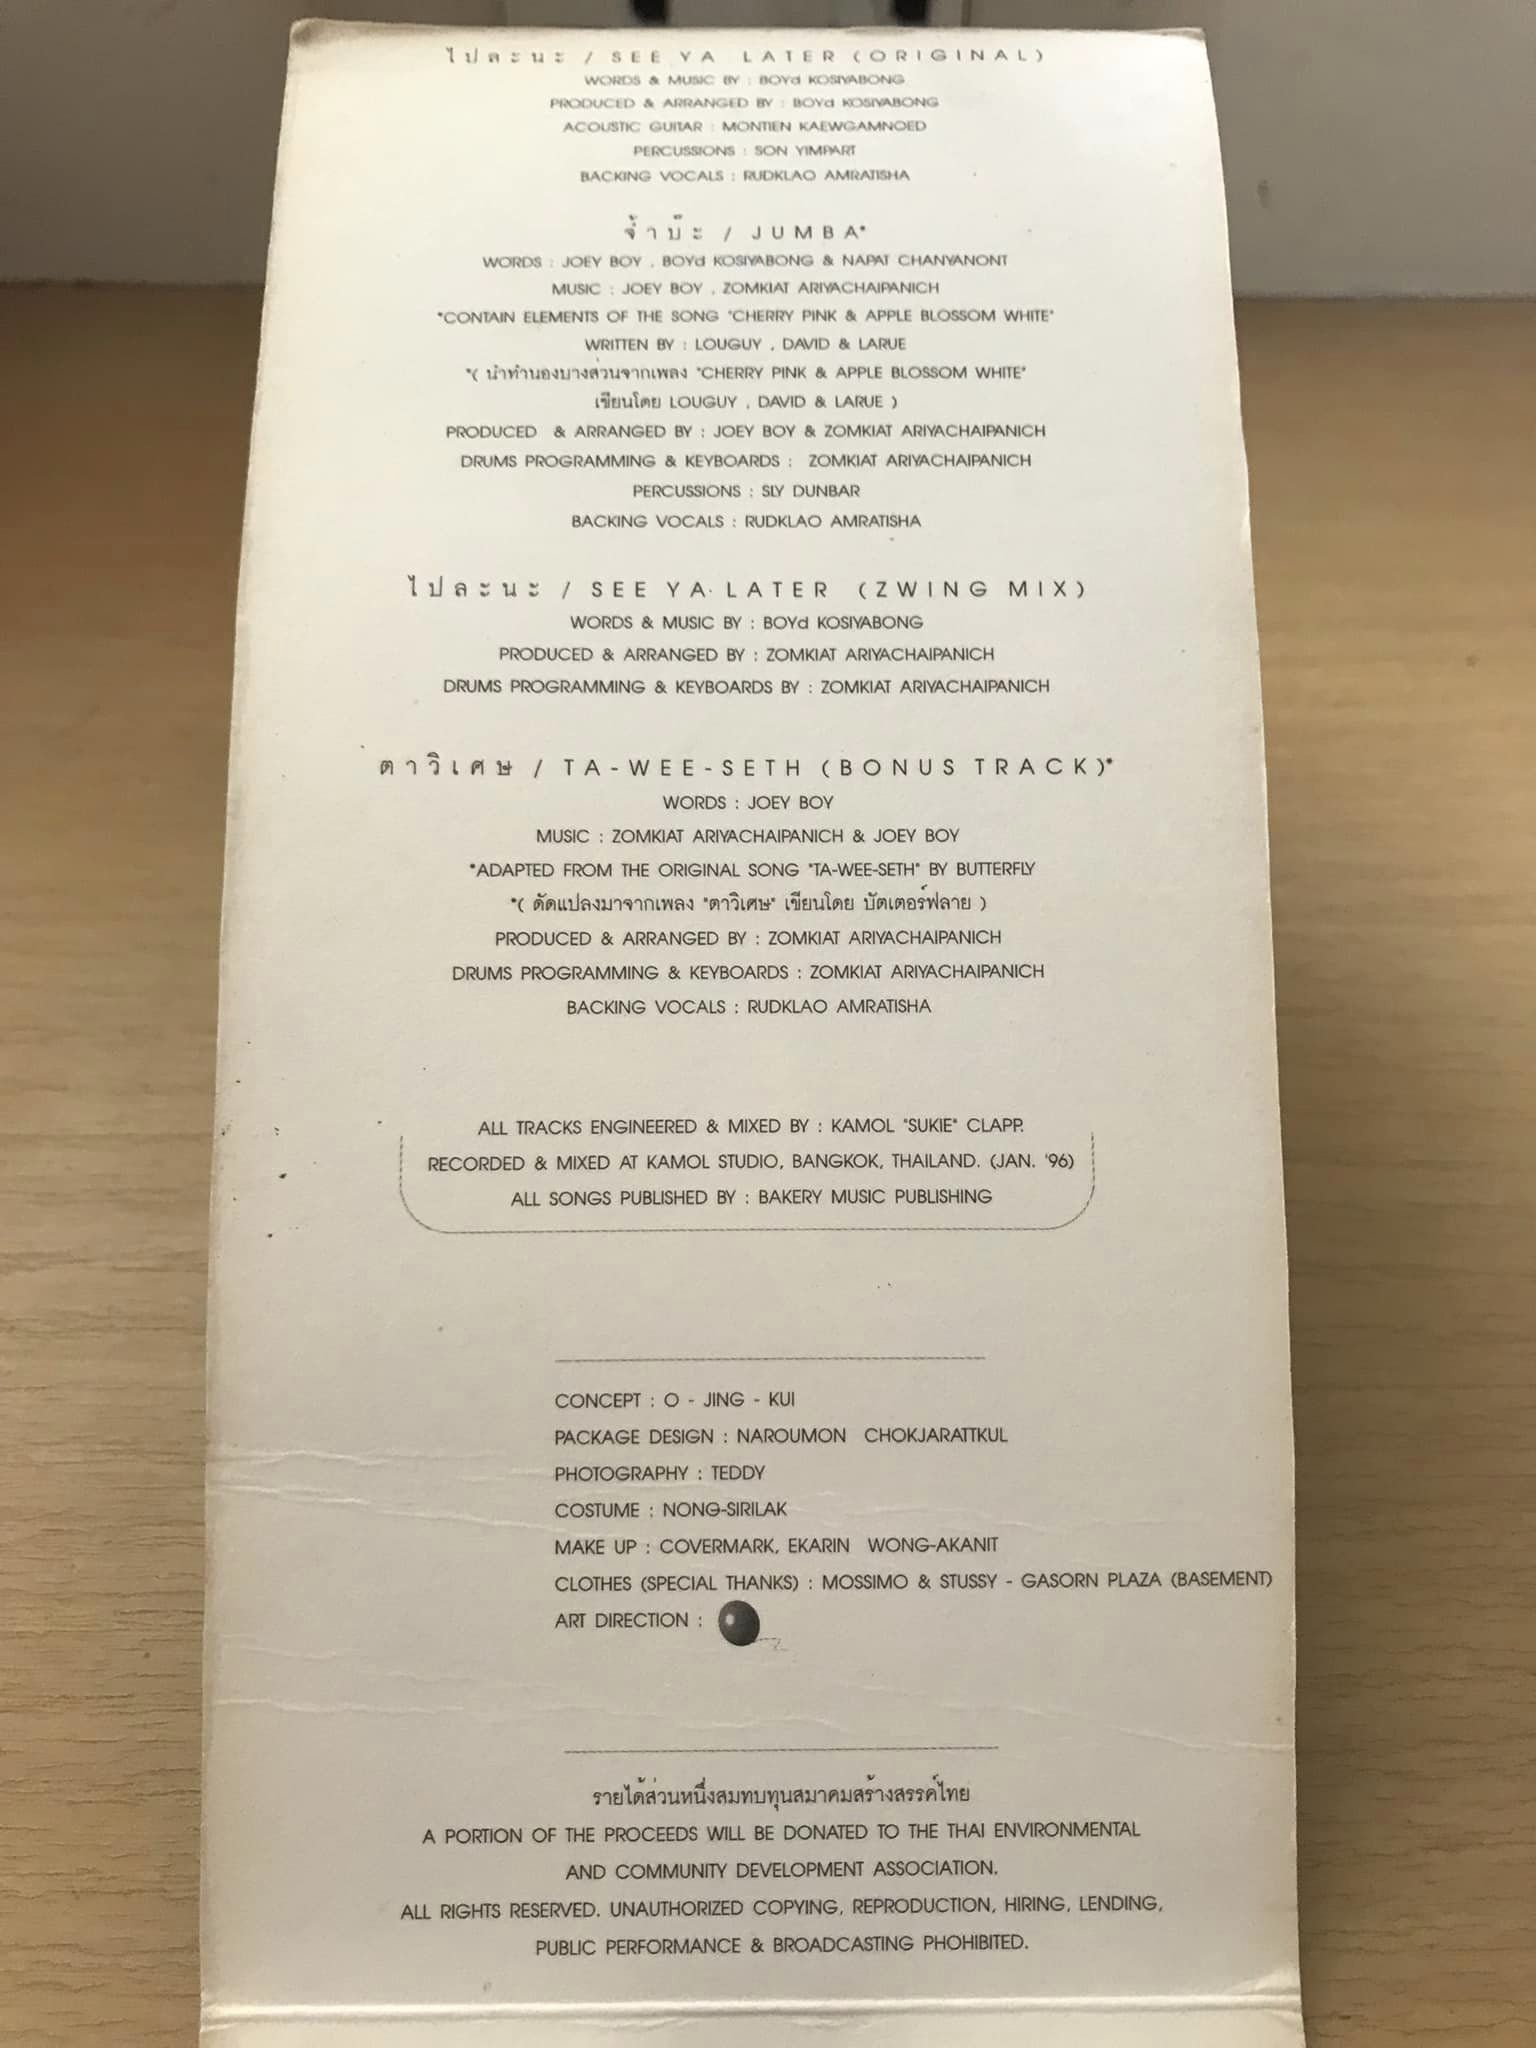 ไปละนะ / SEE YA LATER (ORIGINAL)
WORDS & MUSIC BY : BOYd KOSIYABONG
PRODUCED & ARRANGED BY : BOYd KOSIYABONG
ACOUSTIC GUITAR : MONTIEN KAEWGAMNOED
PERCUSSIONS : SON YIMPART
BACKING VOCALS : RUDKLAO AMRATISHA
จ้ำบ๊ะ / JUMBA*
WORDS : JOEY BOY , BOYd KOSIYABONG & NAPAT CHANYANONT
MUSIC : JOEY BOY , ZOMKIAT ARIYACHAIPANICH
*CONTAIN ELEMENTS OF THE SONG "CHERRY PINK & APPLE BLOSSOM WHITE"
WRITTEN BY : LOUGUY , DAVID & LARUE
*( นำทำนองบางส่วนจากเพลง "CHERRY PINK & APPLE BLOSSOM WHITE"
เขียนโดย LOUGUY , DAVID & LARUE )
PRODUCED & ARRANGED BY : JOEY BOY & ZOMKIAT ARIYACHAIPANICH
DRUMS PROGRAMMING & KEYBOARDS : ZOMKIAT ARIYACHAIPANICH
PERCUSSIONS : SLY DUNBAR
BACKING VOCALS : RUDKLAO AMRATISHA
ไปละนะ / SEE YA LATER (ZWING MIX)
WORDS & MUSIC BY : BOYd KOSIYABONG
PRODUCED & ARRANGED BY : ZOMKIAT ARIYACHAIPANICH
DRUMS PROGRAMMING & KEYBOARDS BY : ZOMKIAT ARIYACHAIPANICH
ตาวิเศษ / TA-WEE-SETH (BONUS TRACK)*
WORDS : JOEY BOY
MUSIC : ZOMKIAT ARIYACHAIPANICH & JOEY BOY
*ADAPTED FROM THE ORIGINAL SONG "TA-WEE-SETH" BY BUTTERFLY
*( ดัดแปลงมาจากเพลง "ตาวิเศษ" เขียนโดย บัตเตอร์ฟลาย )
PRODUCED & ARRANGED BY : ZOMKIAT ARIYACHAIPANICH
DRUMS PROGRAMMING & KEYBOARDS : ZOMKIAT ARIYACHAIPANICH
BACKING VOCALS : RUDKLAO AMRATISHA
ALL TRACKS ENGINEERED & MIXED BY : KAMOL "SUKIE" CLAPP.
RECORDED & MIXED AT KAMOL STUDIO, BANGKOK, THAILAND. (JAN. '96)
ALL SONGS PUBLISHED BY : BAKERY MUSIC PUBLISHING
CONCEPT : O - JING - KUI
PACKAGE DESIGN : NAROUMON CHOKJARATTKUL
PHOTOGRAPHY : TEDDY
COSTUME : NONG-SIRILAK
MAKE UP : COVERMARK, EKARIN WONG-AKANIT
CLOTHES (SPECIAL THANKS) : MOSSIMO & STUSSY - GASORN PLAZA (BASEMENT)
ART DIRECTION :
รายได้ส่วนหนึ่งสมทบทุนสมาคมสร้างสรรค์ไทย
A PORTION OF THE PROCEEDS WILL BE DONATED TO THE THAI ENVIRONMENTAL
AND COMMUNITY DEVELOPMENT ASSOCIATION.
ALL RIGHTS RESERVED. UNAUTHORIZED COPYING, REPRODUCTION, HIRING, LENDING,
PUBLIC PERFORMANCE & BROADCASTING PHOHIBITED.